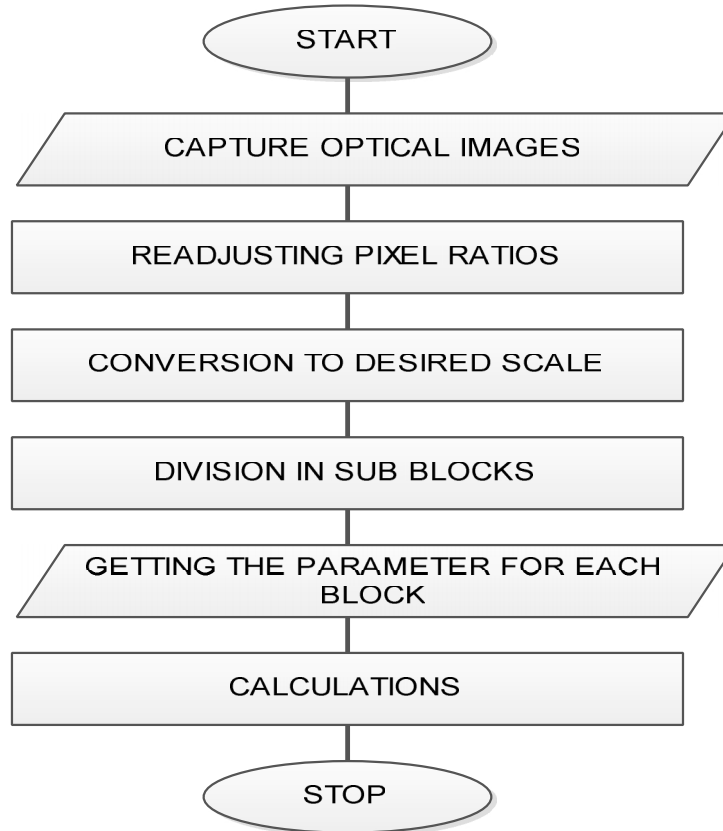 START
CAPTURE OPTICAL IMAGES
READJUSTING PIXEL RATIOS
CONVERSION TO DESIRED SCALE
DIVISION IN SUB BLOCKS
GETTING THE PARAMETER FOR EACH
BLOCK
CALCULATIONS
STOP